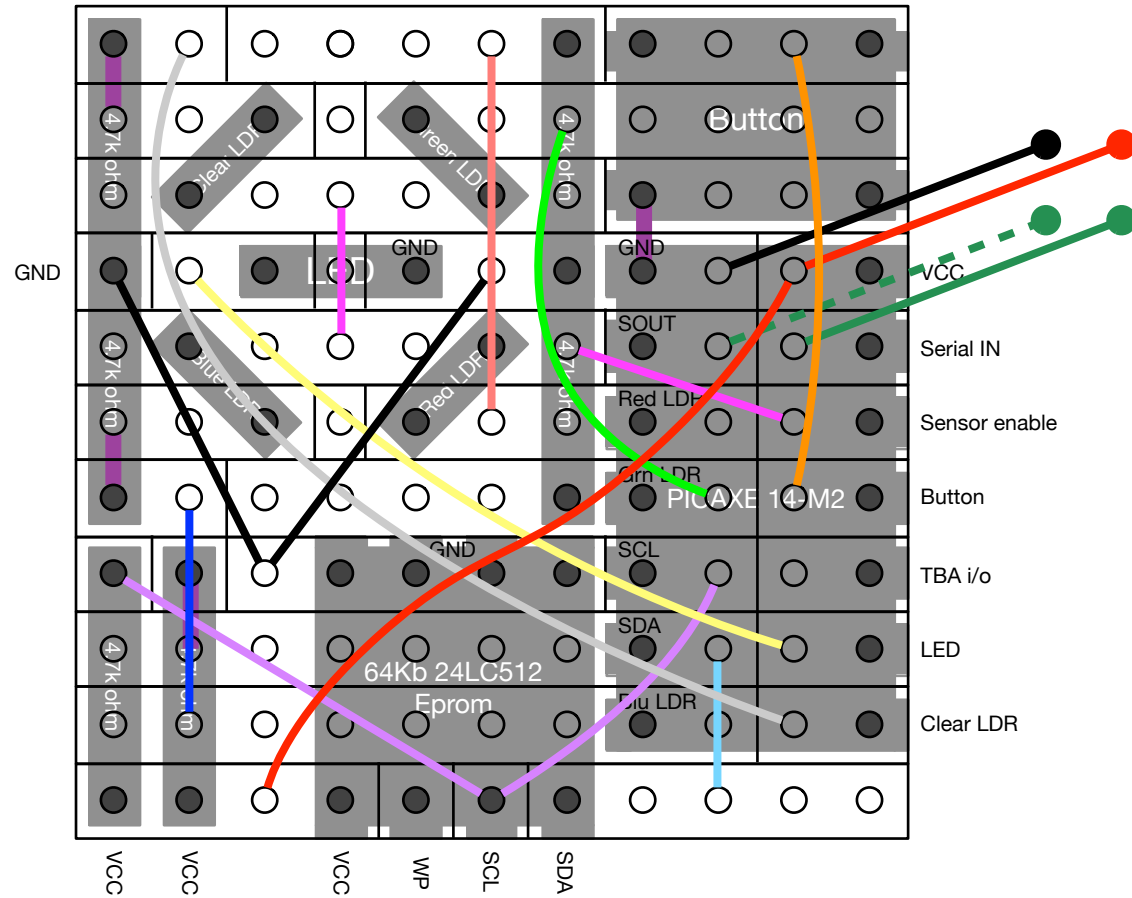 4.7k ohm
Clear LDR
Green LDR
4.7k ohm
Button
GND
LED
GND
GND
VCC
SOUT
Serial IN
4.7k ohm
Blue LDR
Red LDR
4.7k ohm
Red LDR
Sensor enable
Grn LDR
PICAXE 14-M2
Button
GND
SCL
TBA i/o
4.7k ohm
4.7k ohm
64Kb 24LC512
Eprom
SDA
LED
Blu LDR
Clear LDR
VCC
VCC
VCC
WP
SCL
SDA